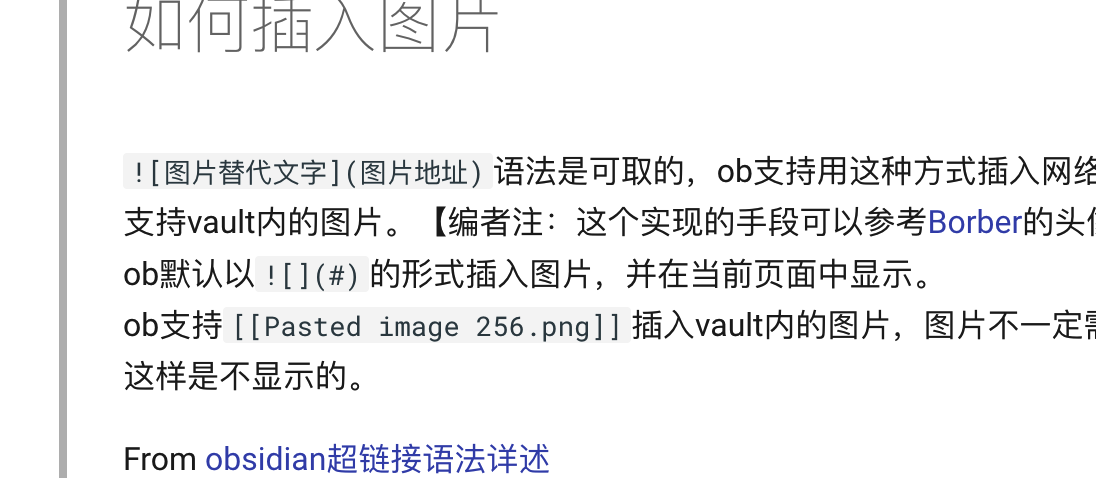 如何插入图片
![图片替代文字](图片地址)语法是可取的，ob支持用这种方式插入网络
支持vault内的图片。【编者注：这个实现的手段可以参考Borber的头像
ob默认以![](#)的形式插入图片，并在当前页面中显示。
ob支持[[Pasted image 256.png]]插入vault内的图片，图片不一定需
这样是不显示的。
From obsidian超链接语法详述